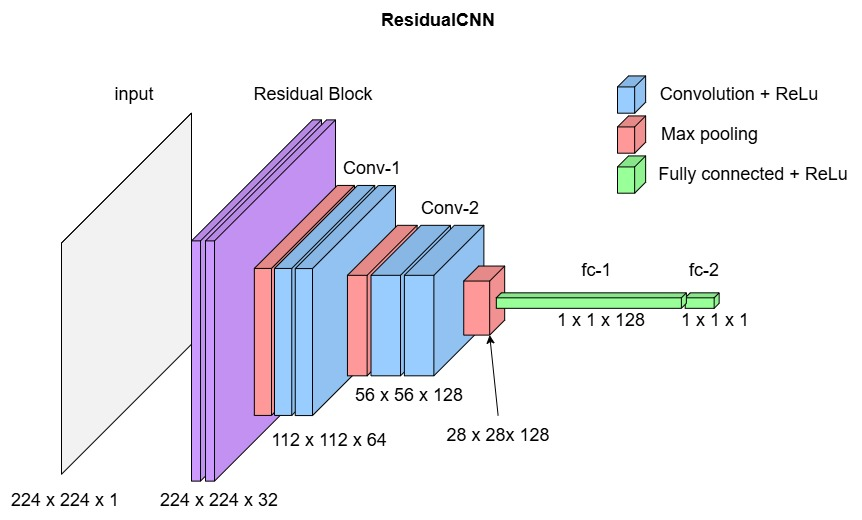 ResidualCNN
input
Residual Block
Convolution + ReLu
Max pooling
Conv-1
Fully connected + ReLu
Conv-2
fc-1
fc-2
1 x 1 x 128
1 x 1 x 1
56 x 56 x 128
112 x 112 x 64
28 x 28x 128
224 x 224 x 1
224 x 224 x 32